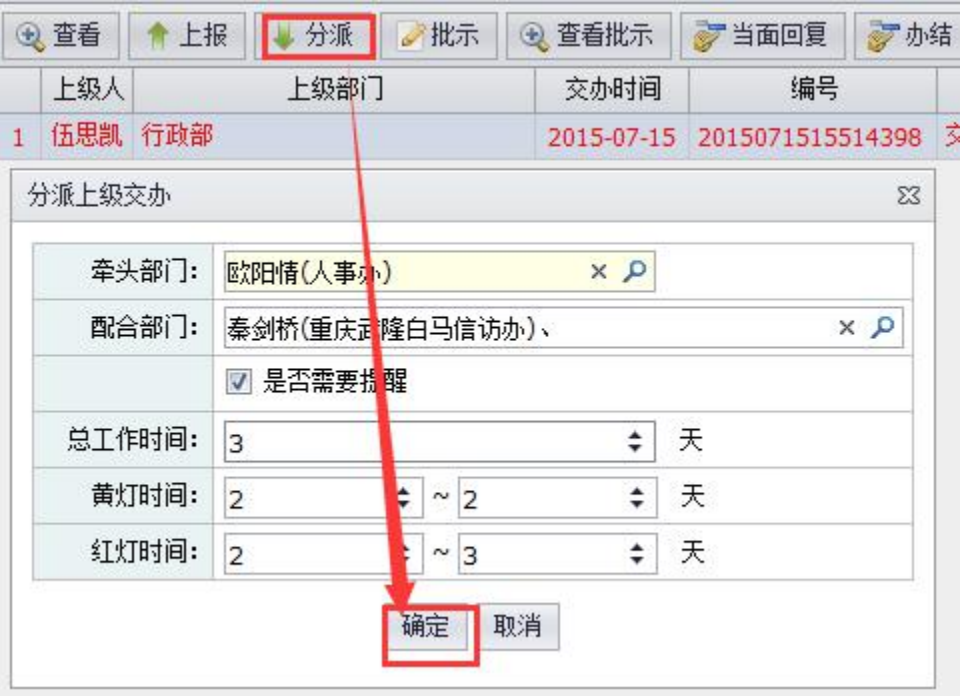 查看 上报 分派 批示 查看批示 当面回复 办结
上级人 上级部门 交办时间 编号
1 伍思凯 行政部 2015-07-15 2015071515514398 交
分派上级交办
牵头部门： 欧阳情(人事办)
配合部门： 秦剑桥(重庆武隆白马信访办)、
是否需要提醒
总工作时间： 3 天
黄灯时间： 2 ~ 2 天
红灯时间： 2 ~ 3 天
确定 取消